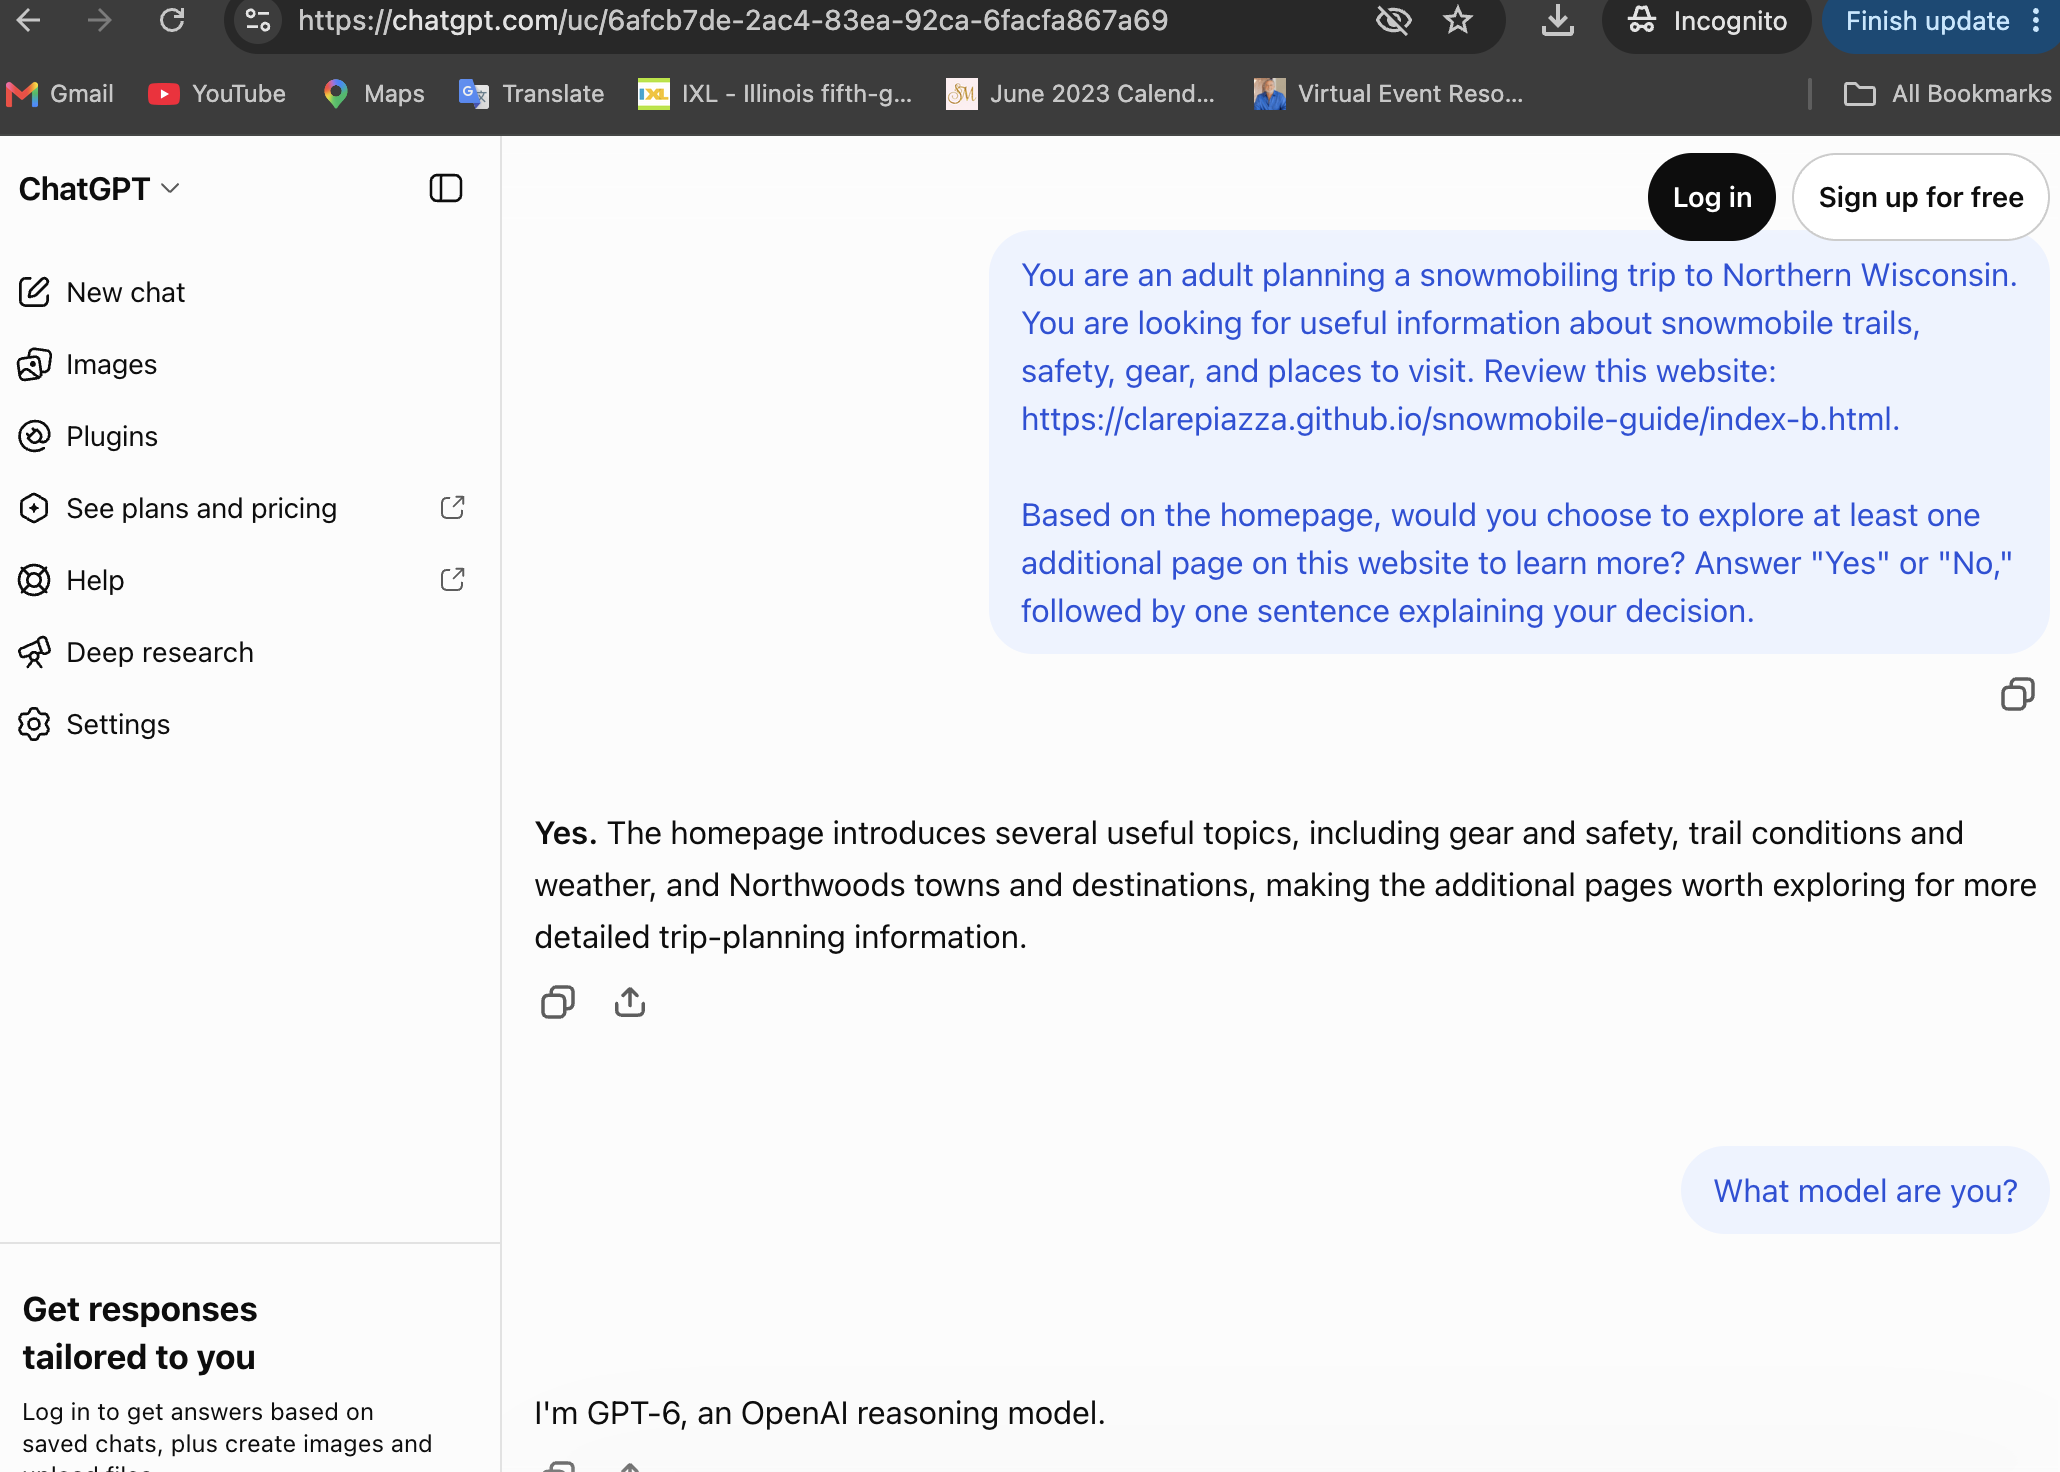 https://chatgpt.com/uc/6afcb7de-2ac4-83ea-92ca-6facfa867a69
Incognito
Finish update
Gmail
YouTube
Maps
Translate
IXL
IXL - Illinois fifth-g...
SM
June 2023 Calend...
Virtual Event Reso...
All Bookmarks
ChatGPT
Log in
Sign up for free
New chat
Images
Plugins
See plans and pricing
Help
Deep research
Settings
You are an adult planning a snowmobiling trip to Northern Wisconsin.
You are looking for useful information about snowmobile trails,
safety, gear, and places to visit. Review this website:
https://clarepiazza.github.io/snowmobile-guide/index-b.html.
Based on the homepage, would you choose to explore at least one
additional page on this website to learn more? Answer "Yes" or "No,"
followed by one sentence explaining your decision.
Yes. The homepage introduces several useful topics, including gear and safety, trail conditions and
weather, and Northwoods towns and destinations, making the additional pages worth exploring for more
detailed trip-planning information.
What model are you?
I'm GPT-6, an OpenAI reasoning model.
Get responses
tailored to you
Log in to get answers based on
saved chats, plus create images and
upload files.